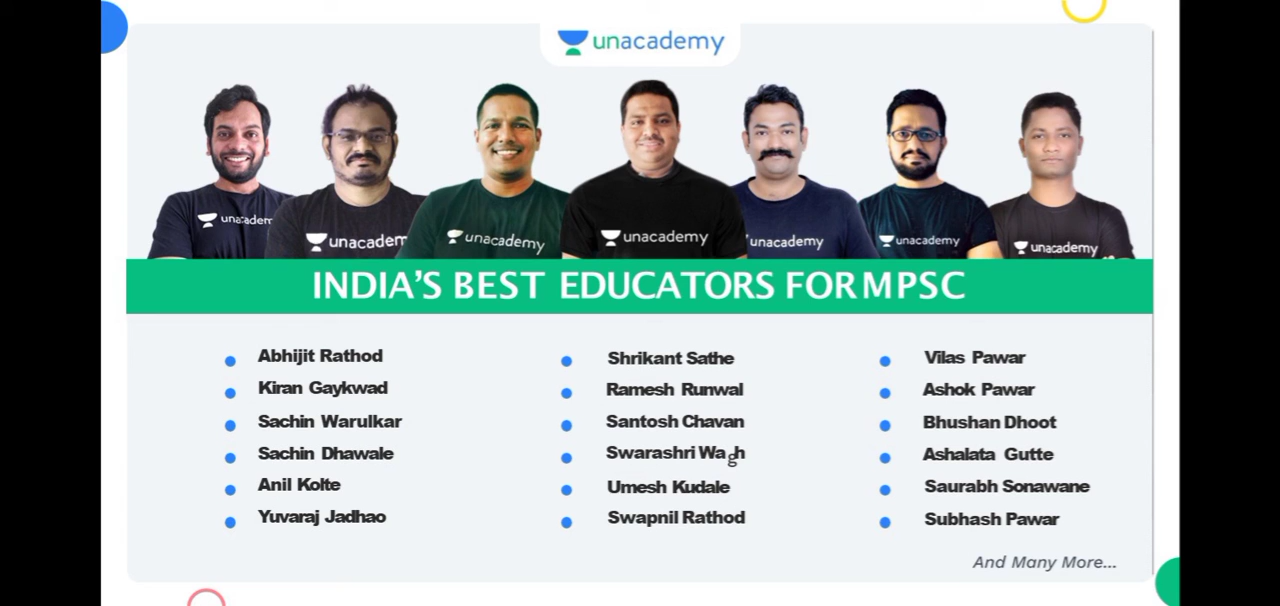 unacademy
unacademy
unacademy
unacademy
unacademy
unacademy
unacademy
unacademy
INDIA'S BEST EDUCATORS FOR MPSC
Abhijit Rathod
Kiran Gaykwad
Sachin Warulkar
Sachin Dhawale
Anil Kolte
Yuvaraj Jadhao
Shrikant Sathe
Ramesh Runwal
Santosh Chavan
Swarashri Wagh
Umesh Kudale
Swapnil Rathod
Vilas Pawar
Ashok Pawar
Bhushan Dhoot
Ashalata Gutte
Saurabh Sonawane
Subhash Pawar
And Many More...